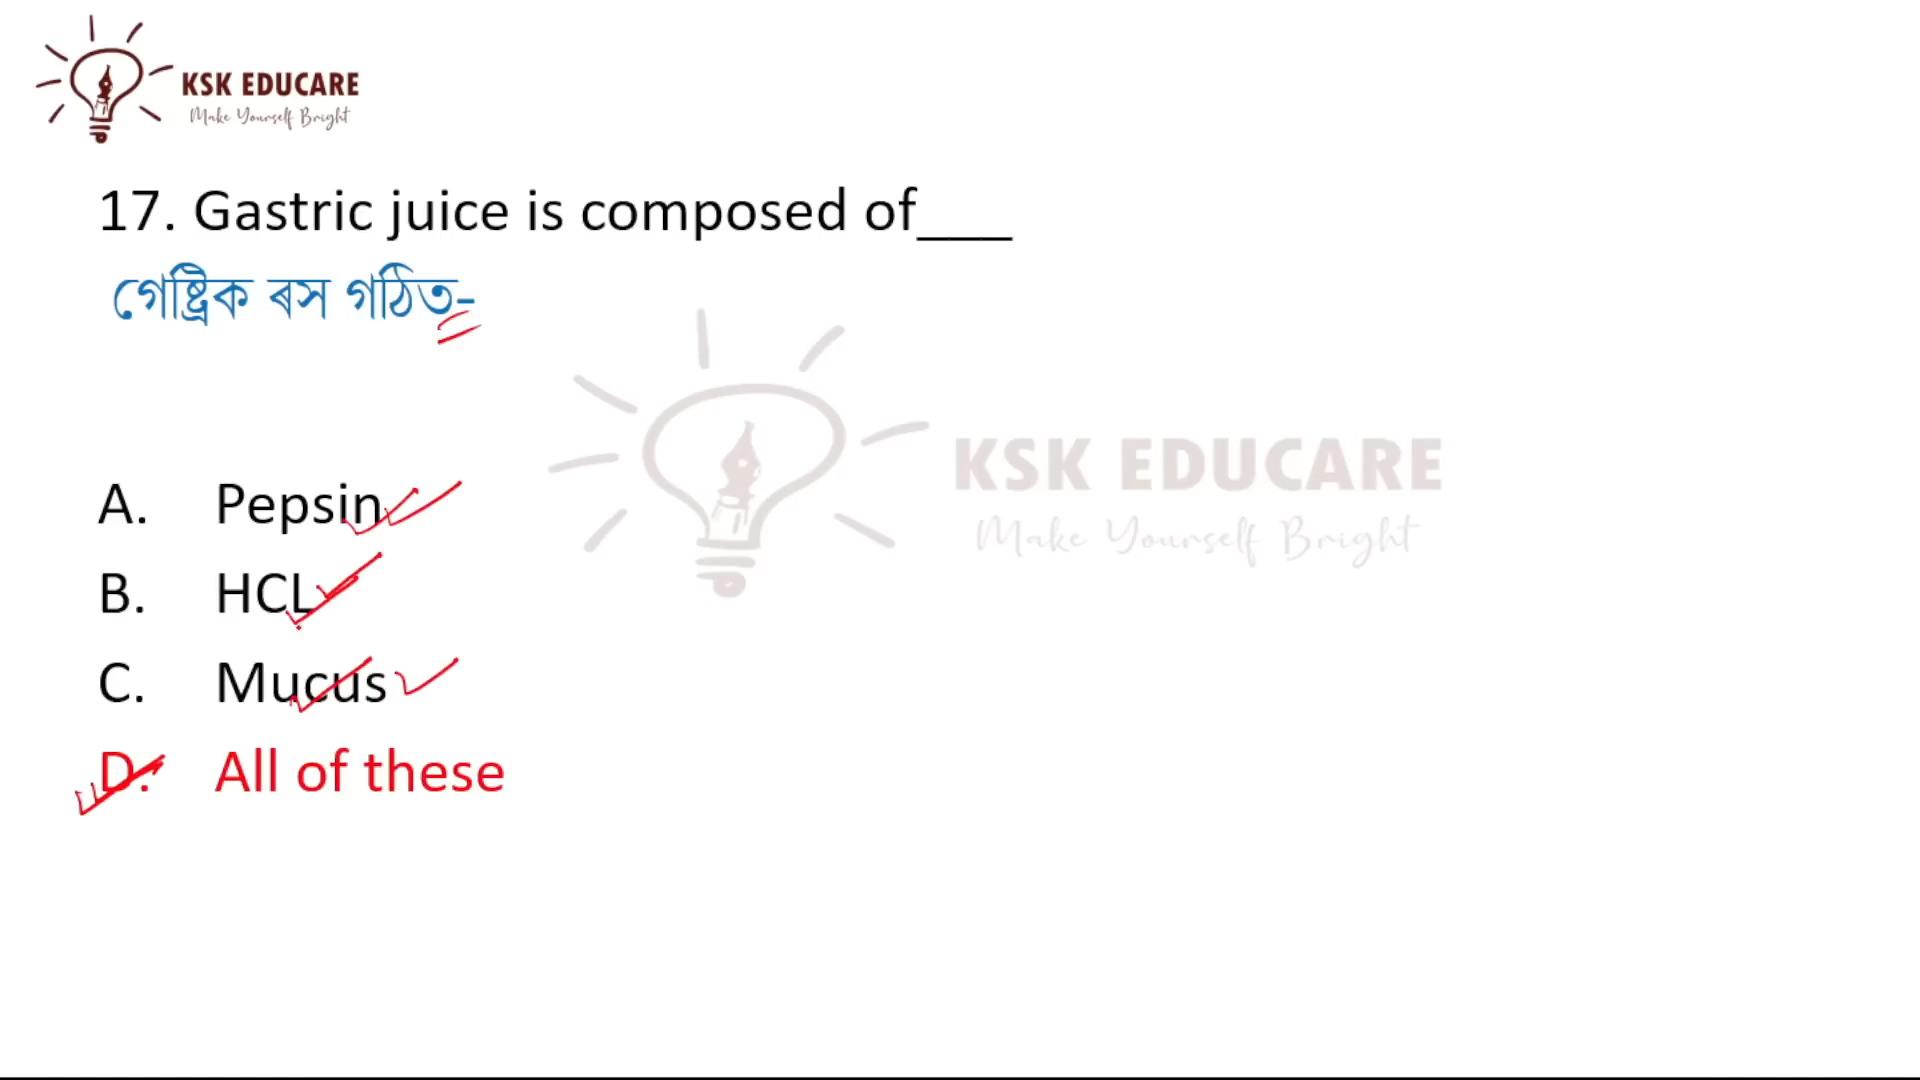 KSK EDUCARE
Make Yourself Bright
17. Gastric juice is composed of___
গেষ্ট্ৰিক ৰস গঠিত-
KSK EDUCARE
Make Yourself Bright
A. Pepsin
B. HCL
C. Mucus
D. All of these